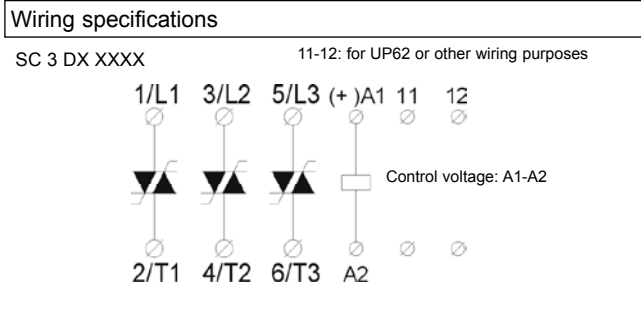 Wiring specifications
SC 3 DX XXXX
11-12: for UP62 or other wiring purposes
1/L1 3/L2 5/L3 (+ )A1 11 12
Control voltage: A1-A2
2/T1 4/T2 6/T3 A2